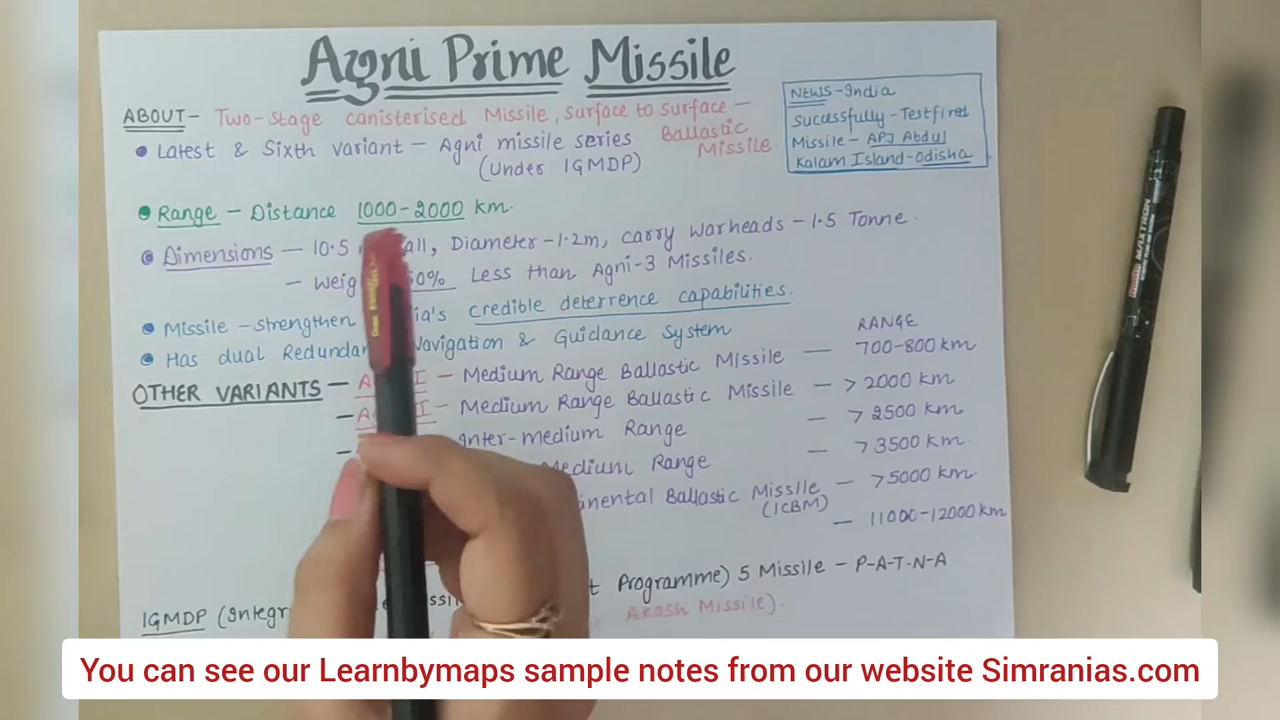 Agni Prime Missile
NEWS - India
Successfully - Testfired
Missile - APJ Abdul
Kalam Island - Odisha
ABOUT - Two-stage canisterised Missile, surface to surface - Ballastic Missile.
• Latest & Sixth variant - Agni missile series
(Under IGMDP)
• Range - Distance 1000-2000 km.
• Dimensions - 10.5 all, Diameter - 1.2m, carry warheads - 1.5 Tonne.
- weig 50% Less than Agni-3 Missiles.
• Missile - strengthen ia's credible deterrence capabilities.
• Has dual Redundan Navigation & Guidance System
RANGE
OTHER VARIANTS - A I - Medium Range Ballastic Missile - 700-800 km
- A I - Medium Range Ballastic Missile - >2000 km
- Inter-medium Range - >2500 km
Medium Range - >3500 km.
inental Ballastic Missile - >5000 km.
(ICBM)
- 11000-12000 km
IGMDP (Integr t Programme) 5 Missile - P-A-T-N-A
Akash Missile).
You can see our Learnbymaps sample notes from our website Simranias.com